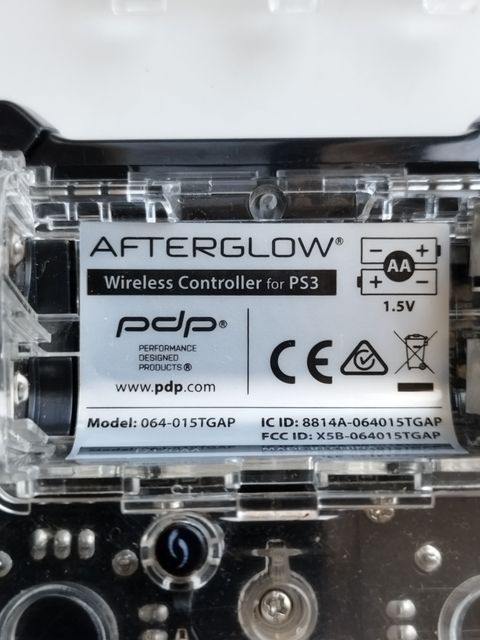 AFTERGLOW®
Wireless Controller for PS3
− +
AA
+ −
1.5V
pdp®
PERFORMANCE
DESIGNED
PRODUCTS®
www.pdp.com
CE
Model: 064-015TGAP
IC ID: 8814A-064015TGAP
FCC ID: X5B-064015TGAP